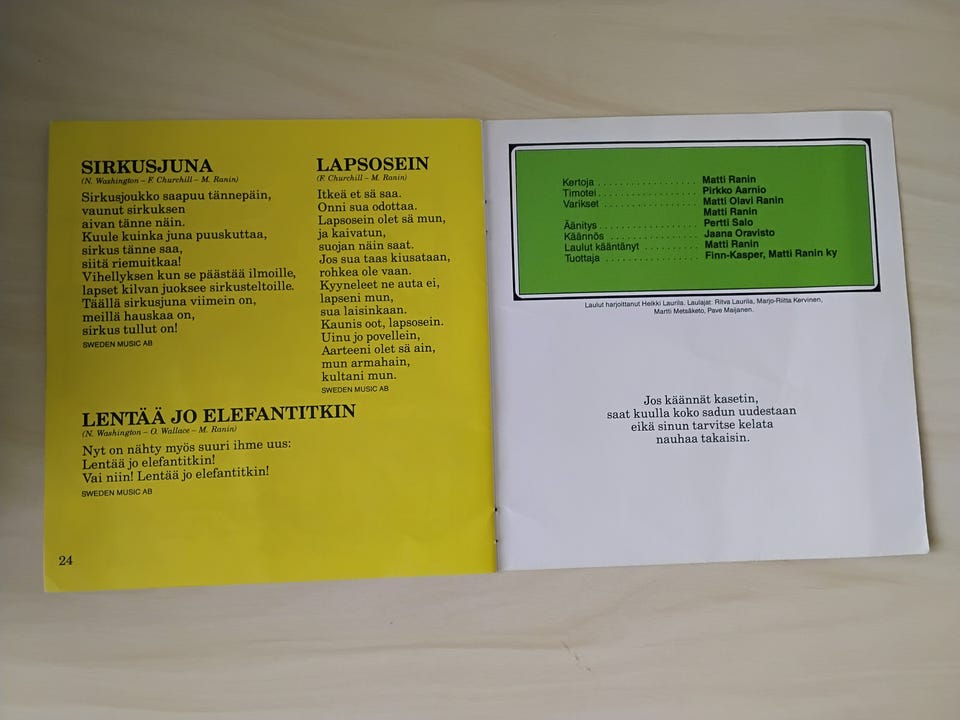 SIRKUSJUNA
(N. Washington – F. Churchill – M. Ranin)
Sirkusjoukko saapuu tännepäin,
vaunut sirkuksen
aivan tänne näin.
Kuule kuinka juna puuskuttaa,
sirkus tänne saa,
siitä riemuitkaa!
Vihellyksen kun se päästää ilmoille,
lapset kilvan juoksee sirkusteltoille.
Täällä sirkusjuna viimein on,
meillä hauskaa on,
sirkus tullut on!
SWEDEN MUSIC AB
LAPSOSEIN
(F. Churchill – M. Ranin)
Itkeä et sä saa.
Onni sua odottaa.
Lapsosein olet sä mun,
ja kaivatun,
suojan näin saat.
Jos sua taas kiusataan,
rohkea ole vaan.
Kyyneleet ne auta ei,
lapseni mun,
sua laisinkaan.
Kaunis oot, lapsosein.
Uinu jo povellein,
Aarteeni olet sä ain,
mun armahain,
kultani mun.
SWEDEN MUSIC AB
LENTÄÄ JO ELEFANTITKIN
(N. Washington – O. Wallace – M. Ranin)
Nyt on nähty myös suuri ihme uus:
Lentää jo elefantitkin!
Vai niin! Lentää jo elefantitkin!
SWEDEN MUSIC AB
24
Kertoja . . . . . . . . . . . . . . . . . . Matti Ranin
Timotei . . . . . . . . . . . . . . . . . . Pirkko Aarnio
Varikset . . . . . . . . . . . . . . . . . Matti Olavi Ranin
Matti Ranin
Äänitys . . . . . . . . . . . . . . . . . . Pertti Salo
Käännös . . . . . . . . . . . . . . . . . Jaana Oravisto
Laulut kääntänyt . . . . . . . . . . Matti Ranin
Tuottaja . . . . . . . . . . . . . . . . . Finn-Kasper, Matti Ranin ky
Laulut harjoittanut Heikki Laurila. Laulajat: Ritva Laurila, Marjo-Riitta Kervinen,
Martti Metsäketo, Pave Maijanen.
Jos käännät kasetin,
saat kuulla koko sadun uudestaan
eikä sinun tarvitse kelata
nauhaa takaisin.